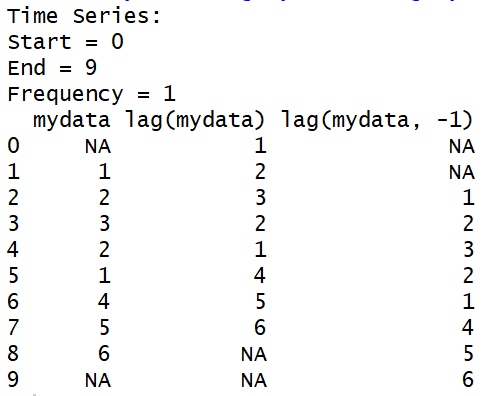 Time Series:
Start = 0
End = 9
Frequency = 1
  mydata lag(mydata) lag(mydata, -1)
0     NA           1              NA
1      1           2              NA
2      2           3               1
3      3           2               2
4      2           1               3
5      1           4               2
6      4           5               1
7      5           6               4
8      6          NA               5
9     NA          NA               6